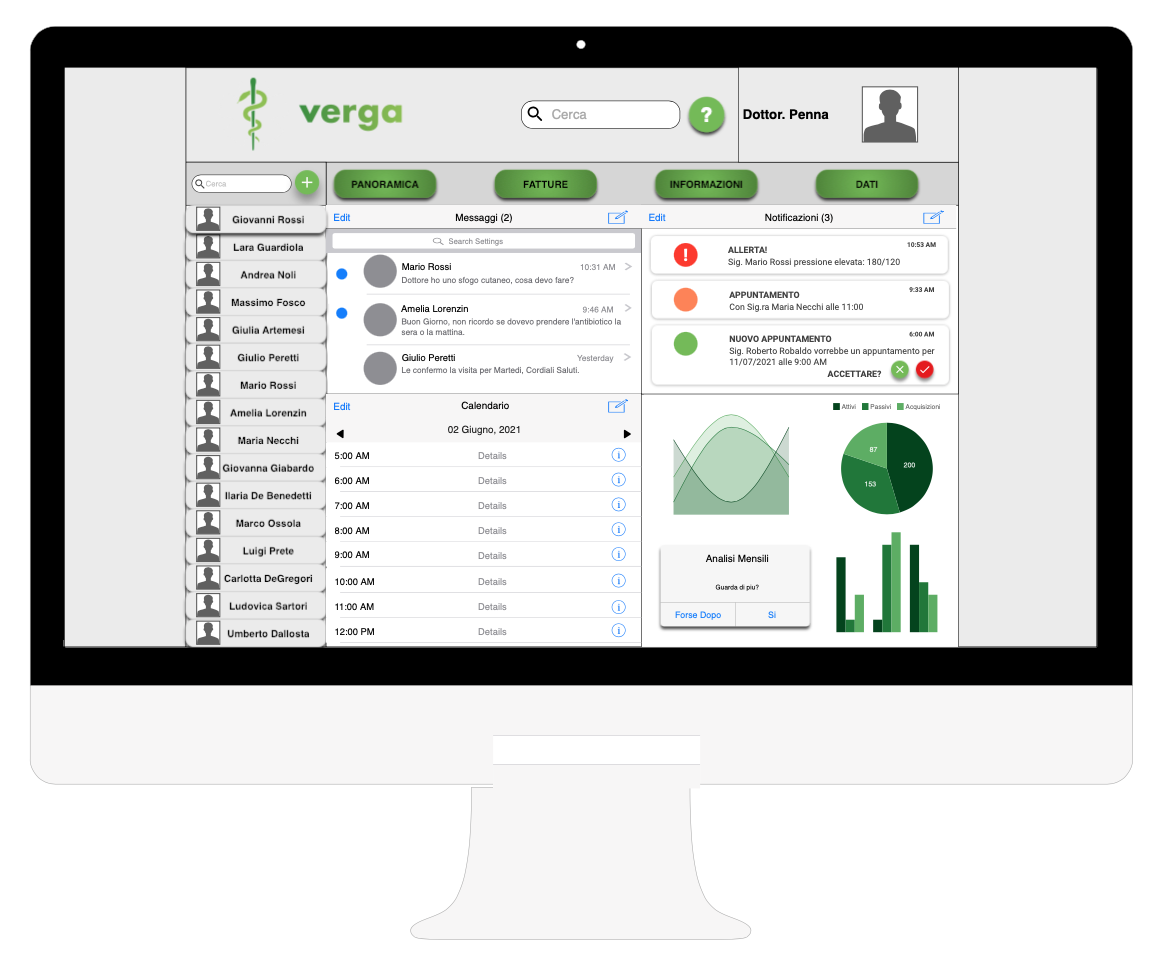 verga
Cerca
?
Dottor. Penna
Cerca
+
PANORAMICA
FATTURE
INFORMAZIONI
DATI
Giovanni Rossi
Lara Guardiola
Andrea Noli
Massimo Fosco
Giulia Artemesi
Giulio Peretti
Mario Rossi
Amelia Lorenzin
Maria Necchi
Giovanna Giabardo
Ilaria De Benedetti
Marco Ossola
Luigi Prete
Carlotta DeGregori
Ludovica Sartori
Umberto Dallosta
Edit
Messaggi (2)
Search Settings
Mario Rossi
10:31 AM
Dottore ho uno sfogo cutaneo, cosa devo fare?
Amelia Lorenzin
9:46 AM
Buon Giorno, non ricordo se dovevo prendere l'antibiotico la
sera o la mattina.
Giulio Peretti
Yesterday
Le confermo la visita per Martedi, Cordiali Saluti.
Edit
Notificazioni (3)
10:53 AM
!
ALLERTA!
Sig. Mario Rossi pressione elevata: 180/120
9:33 AM
APPUNTAMENTO
Con Sig.ra Maria Necchi alle 11:00
6:00 AM
NUOVO APPUNTAMENTO
Sig. Roberto Robaldo vorrebbe un appuntamento per
11/07/2021 alle 9:00 AM
ACCETTARE?
Edit
Calendario
02 Giugno, 2021
5:00 AM Details i
6:00 AM Details i
7:00 AM Details i
8:00 AM Details i
9:00 AM Details i
10:00 AM Details i
11:00 AM Details i
12:00 PM Details i
Attivi Passivi Acquisizioni
87
200
153
Analisi Mensili
Guarda di piu?
Forse Dopo
Si